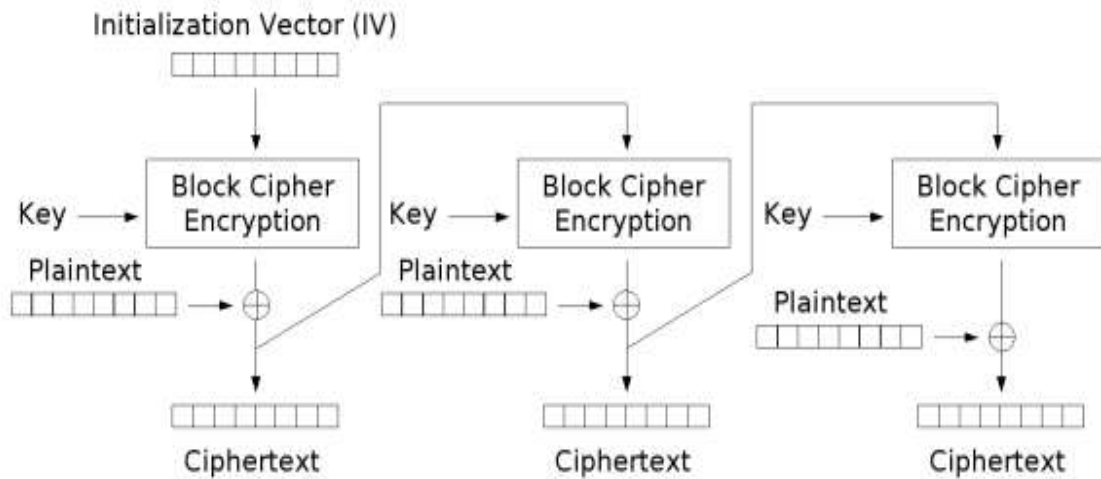 Initialization Vector (IV)
Block Cipher
Encryption
Block Cipher
Encryption
Block Cipher
Encryption
Key
Key
Key
Plaintext
Plaintext
Plaintext
Ciphertext
Ciphertext
Ciphertext